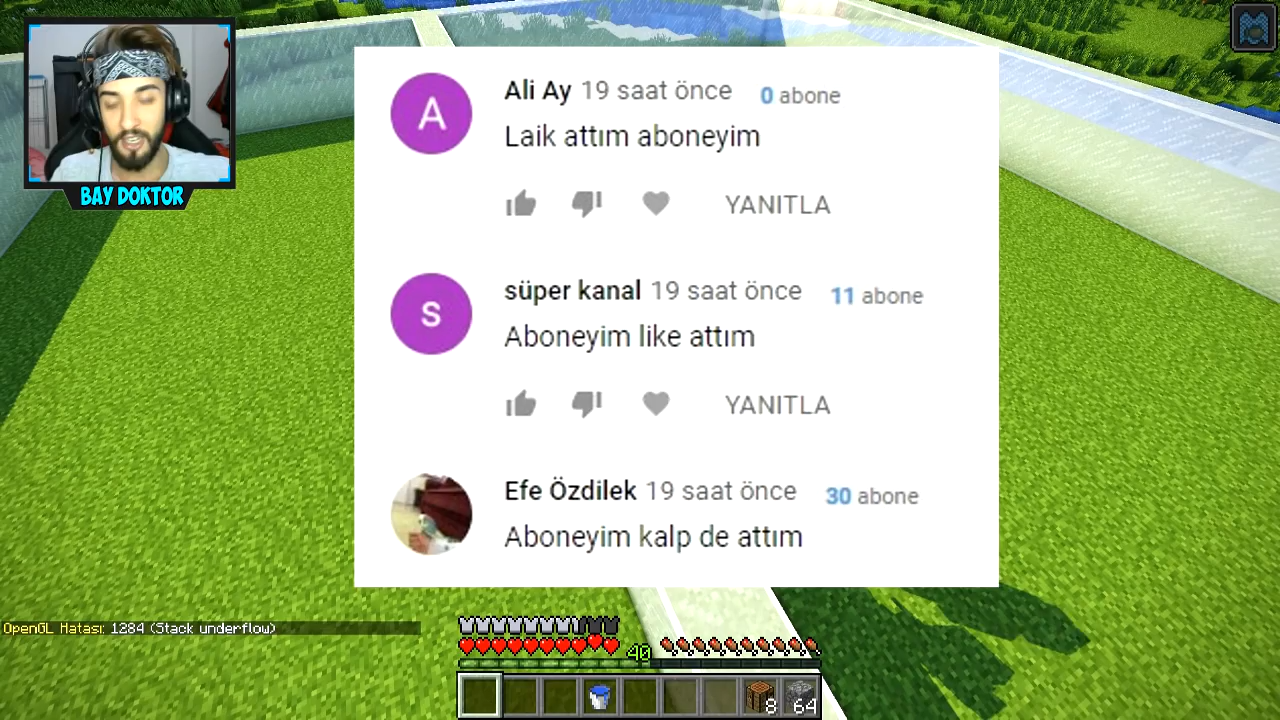 BAY DOKTOR
Ali Ay 19 saat önce 0 abone
Laik attım aboneyim
YANITLA
süper kanal 19 saat önce 11 abone
Aboneyim like attım
YANITLA
Efe Özdilek 19 saat önce 30 abone
Aboneyim kalp de attım
OpenGL Hatası: 1284 (Stack underflow)
40
8 64